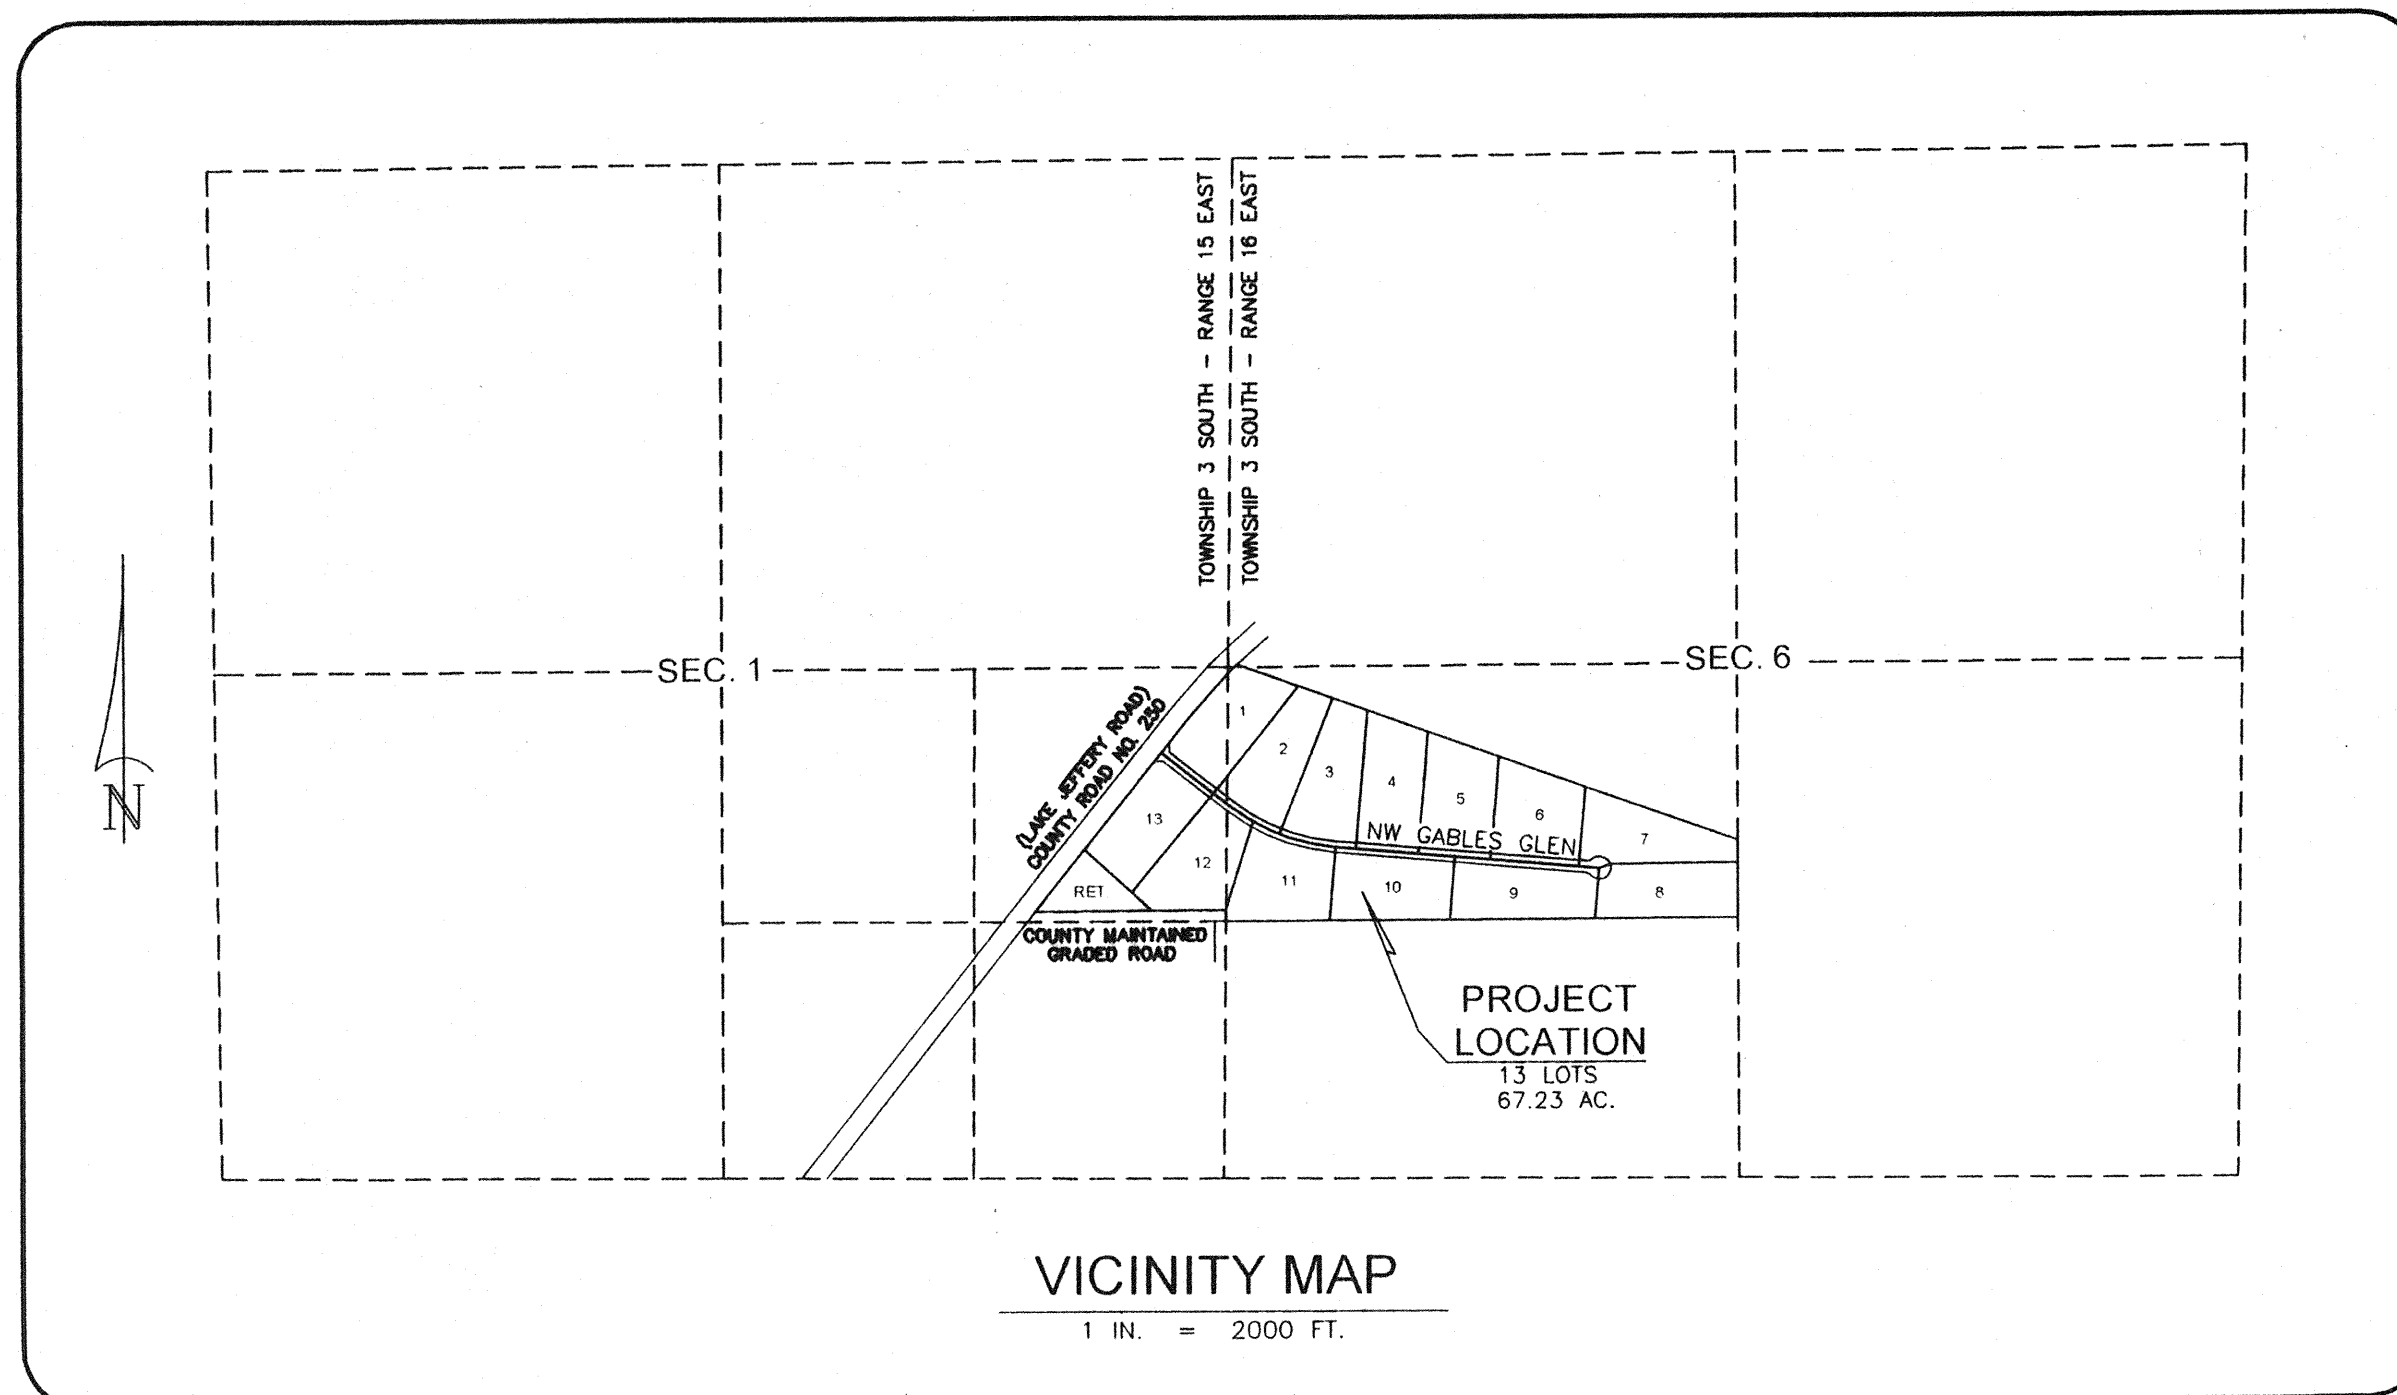 TOWNSHIP 3 SOUTH - RANGE 15 EAST
TOWNSHIP 3 SOUTH - RANGE 16 EAST
SEC. 1
SEC. 6
(LAKE JEFFERY ROAD)
COUNTY ROAD NO. 250
1
2
3
4
5
6
7
NW GABLES GLEN
13
12
11
10
9
8
RET
COUNTY MAINTAINED
GRADED ROAD
N
PROJECT
LOCATION
13 LOTS
67.23 AC.
VICINITY MAP
1 IN. = 2000 FT.